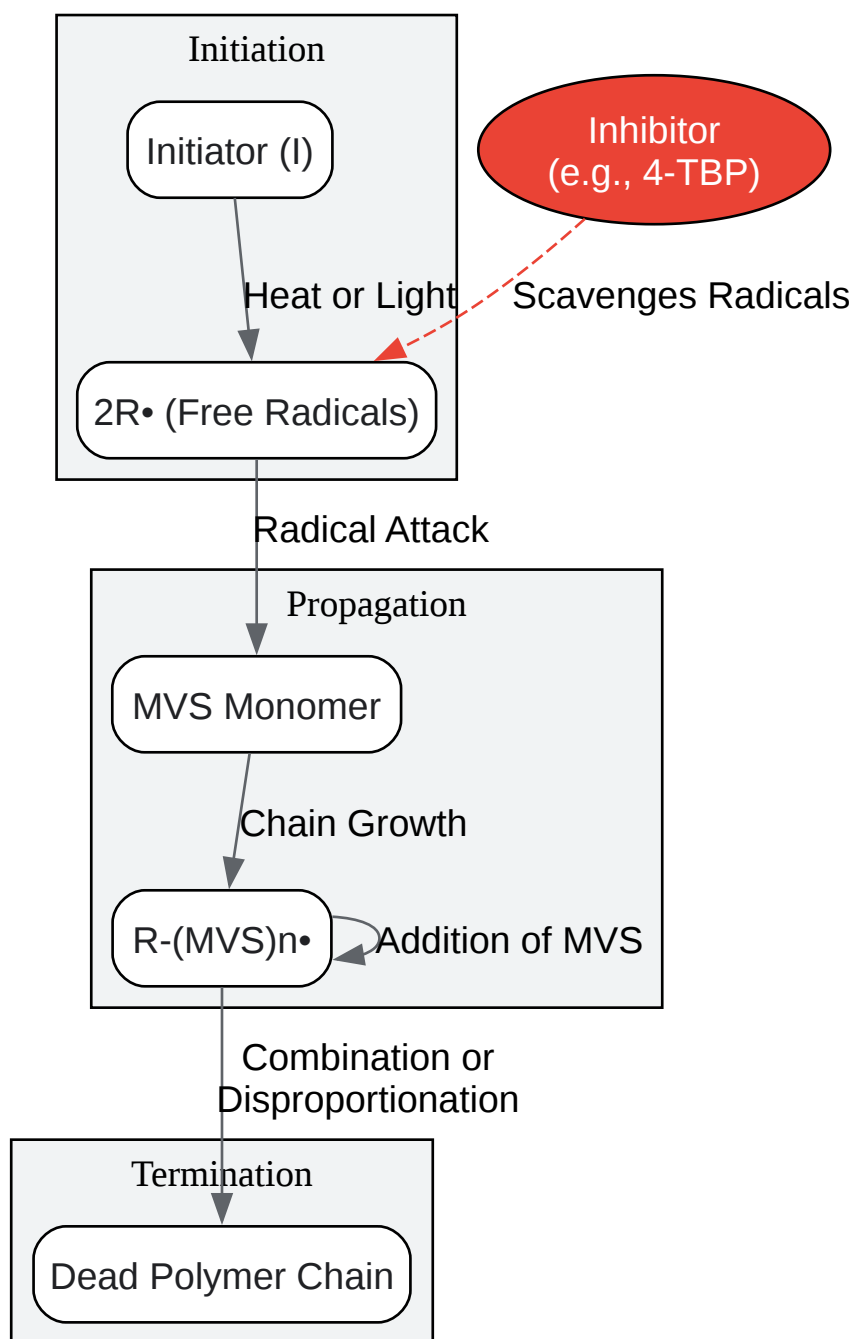 Initiation
Initiator (I)
Inhibitor
(e.g., 4-TBP)
Heat or Light
Scavenges Radicals
2R• (Free Radicals)
Radical Attack
Propagation
MVS Monomer
Chain Growth
R-(MVS)n•
Addition of MVS
Combination or
Disproportionation
Termination
Dead Polymer Chain